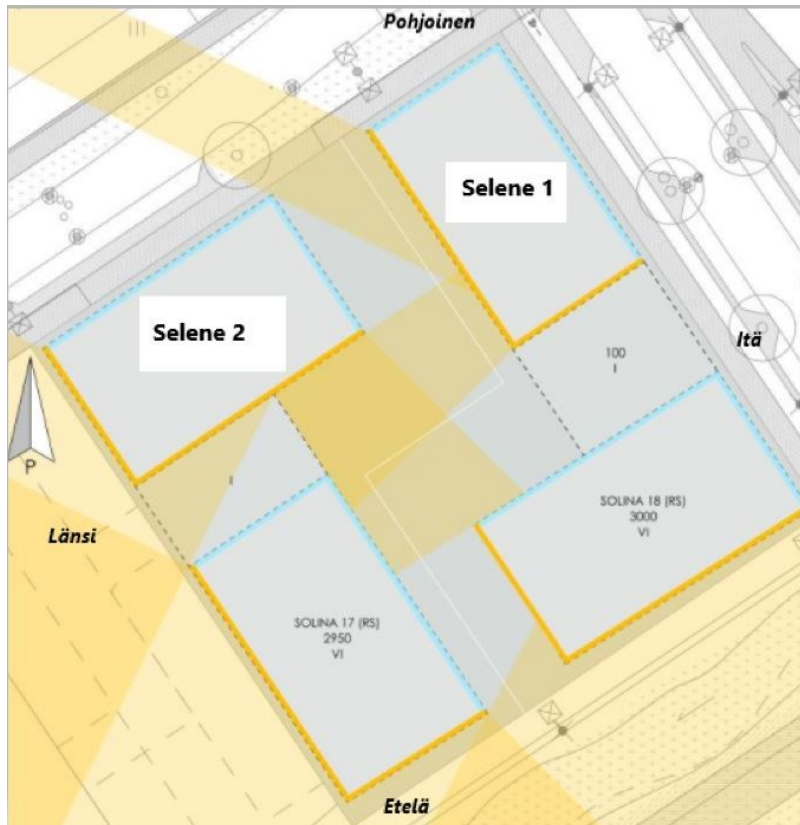 Pohjoinen
III
Selene 1
Selene 2
Itä
100
I
P
I
Länsi
SOLINA 18 (RS)
3000
VI
SOLINA 17 (RS)
2950
VI
Etelä